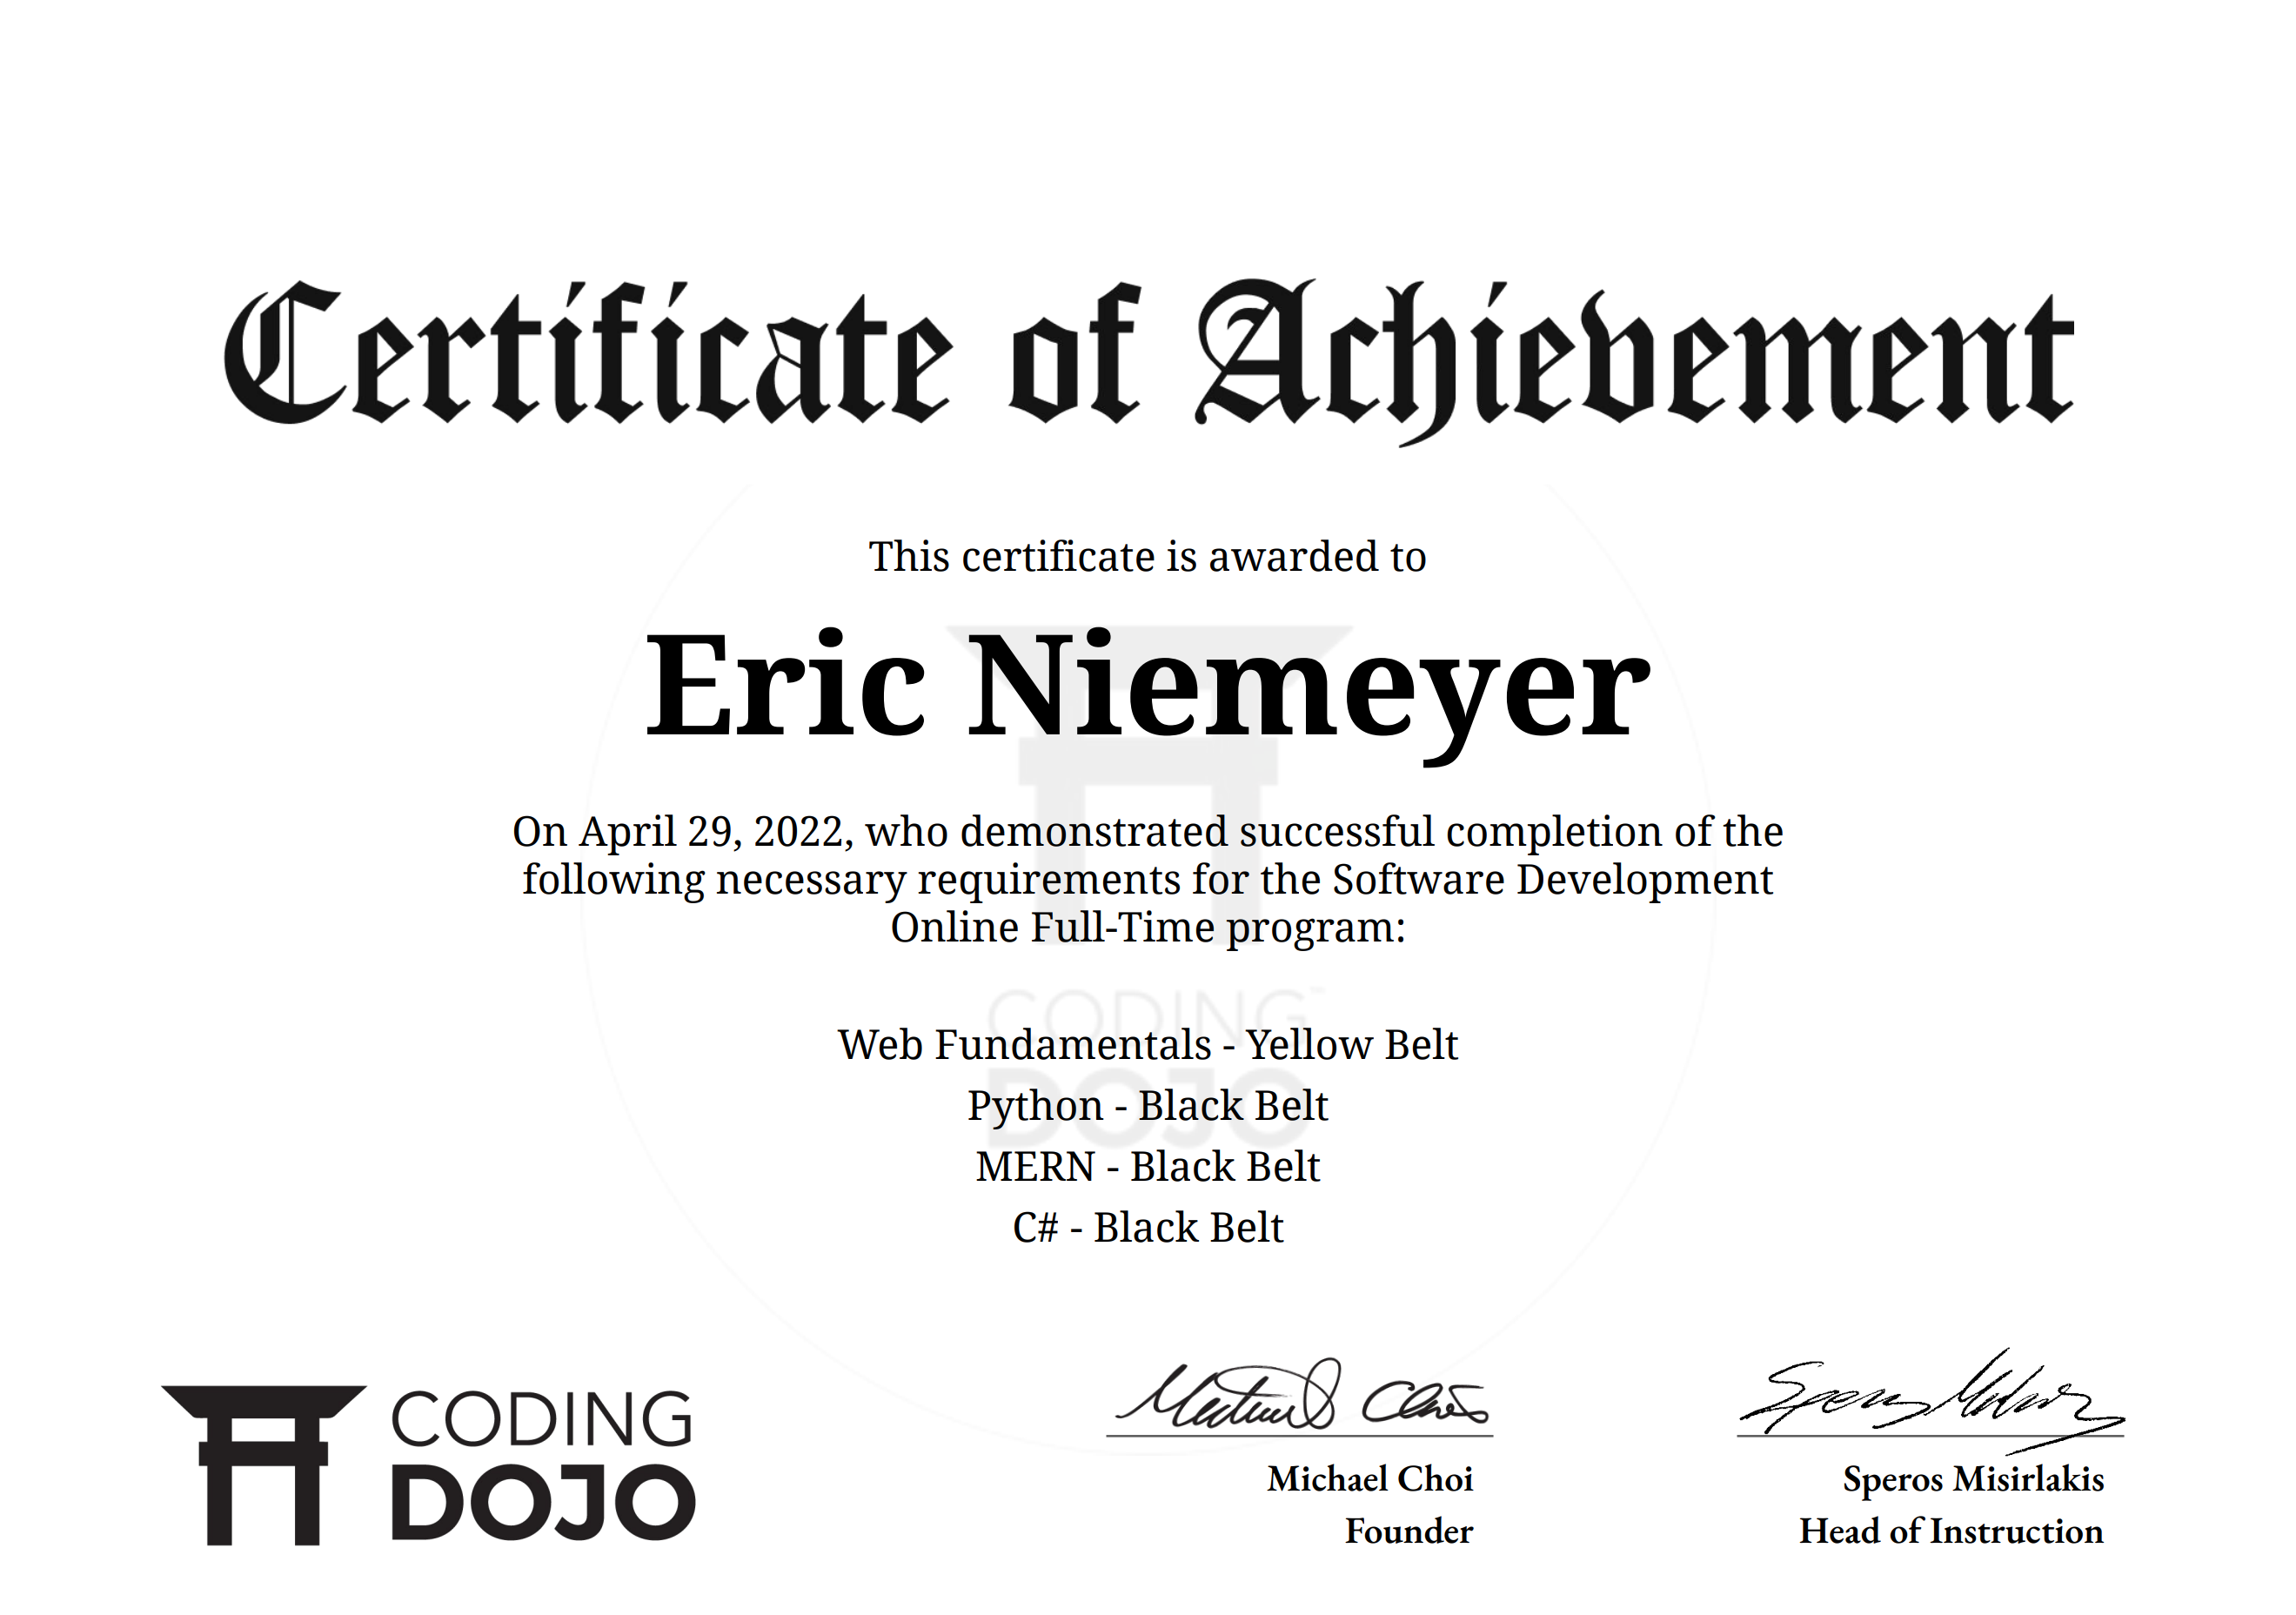 Certificate of Achievement
This certificate is awarded to
Eric Niemeyer
On April 29, 2022, who demonstrated successful completion of the
following necessary requirements for the Software Development
Online Full-Time program:
CODING™
Web Fundamentals - Yellow Belt
DOJO
Python - Black Belt
MERN - Black Belt
C# - Black Belt
CODING
DOJO
Michael Choi
Founder
Speros Misirlakis
Head of Instruction